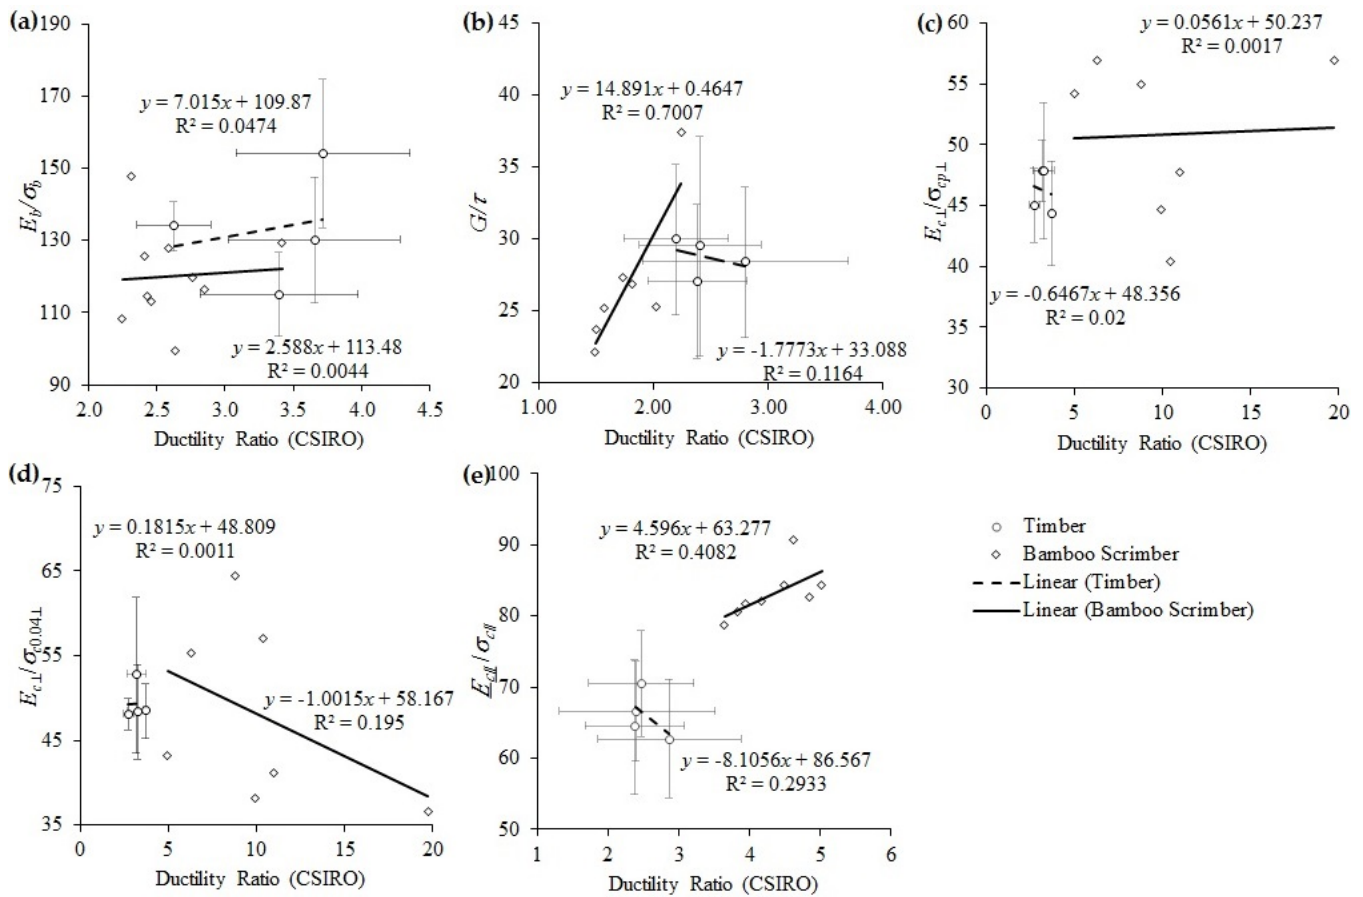 (a)
190
170
150
130
110
90
E_b/σ_b
y = 7.015x + 109.87
R² = 0.0474
y = 2.588x + 113.48
R² = 0.0044
2.0 2.5 3.0 3.5 4.0 4.5
Ductility Ratio (CSIRO)
(b)
45
40
35
30
25
20
G/τ
y = 14.891x + 0.4647
R² = 0.7007
y = -1.7773x + 33.088
R² = 0.1164
1.00 2.00 3.00 4.00
Ductility Ratio (CSIRO)
(c)
60
55
50
45
40
35
30
E_c⊥/σ_cp⊥
y = 0.0561x + 50.237
R² = 0.0017
y = -0.6467x + 48.356
R² = 0.02
0 5 10 15 20
Ductility Ratio (CSIRO)
(d)
75
65
55
45
35
E_c⊥/σ_c0.04⊥
y = 0.1815x + 48.809
R² = 0.0011
y = -1.0015x + 58.167
R² = 0.195
0 5 10 15 20
Ductility Ratio (CSIRO)
(e)
100
90
80
70
60
50
E_c//|σ_c//
y = 4.596x + 63.277
R² = 0.4082
y = -8.1056x + 86.567
R² = 0.2933
1 2 3 4 5 6
Ductility Ratio (CSIRO)
Timber
Bamboo Scrimber
Linear (Timber)
Linear (Bamboo Scrimber)